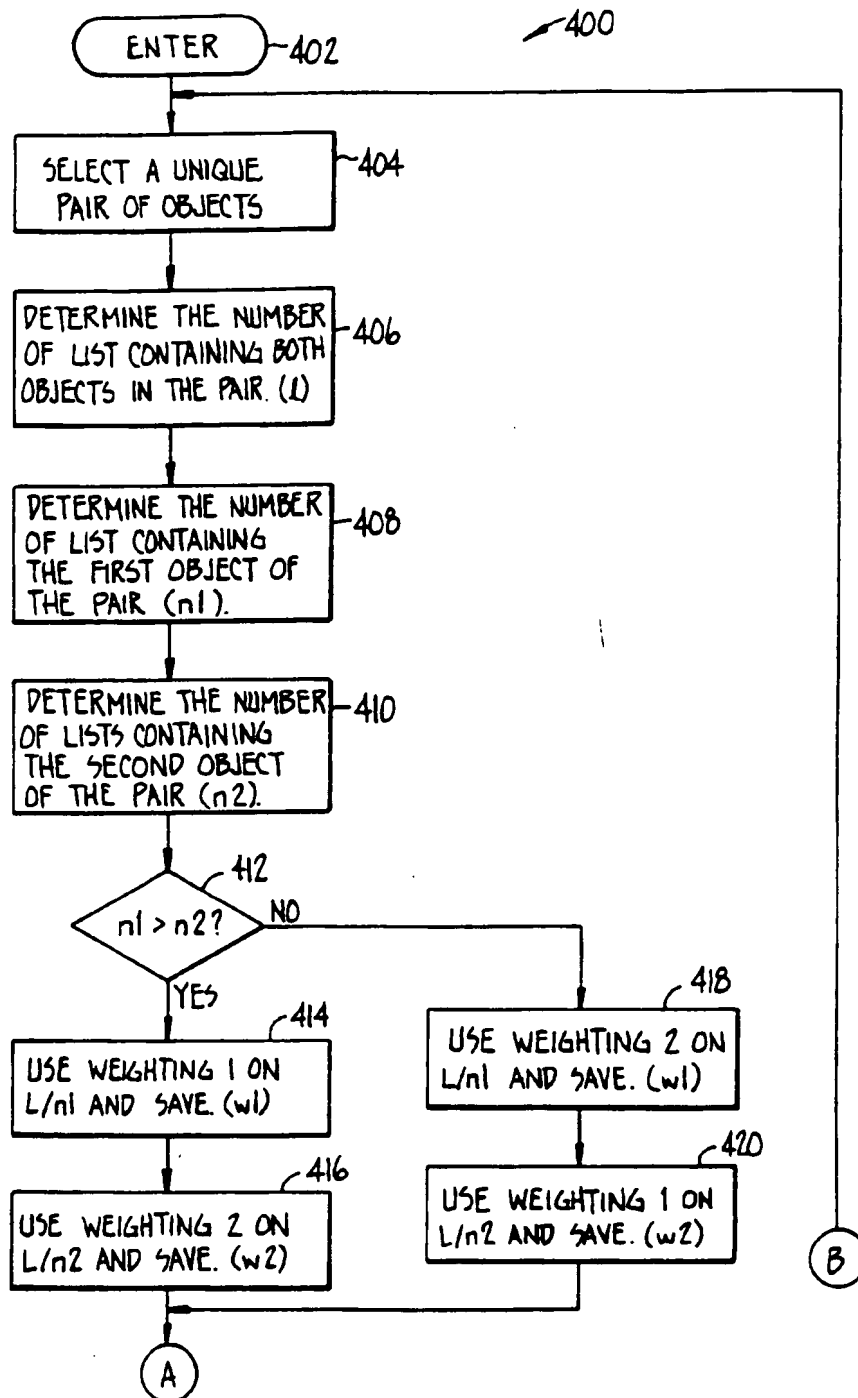 400
ENTER
402
SELECT A UNIQUE
PAIR OF OBJECTS
404
DETERMINE THE NUMBER
OF LIST CONTAINING BOTH
OBJECTS IN THE PAIR. (l)
406
DETERMINE THE NUMBER
OF LIST CONTAINING
THE FIRST OBJECT OF
THE PAIR (n1).
408
DETERMINE THE NUMBER
OF LISTS CONTAINING
THE SECOND OBJECT
OF THE PAIR (n2).
410
412
n1 > n2?
NO
YES
414
USE WEIGHTING 1 ON
L/n1 AND SAVE. (w1)
416
USE WEIGHTING 2 ON
L/n2 AND SAVE. (w2)
418
USE WEIGHTING 2 ON
L/n1 AND SAVE. (w1)
420
USE WEIGHTING 1 ON
L/n2 AND SAVE. (w2)
B
A